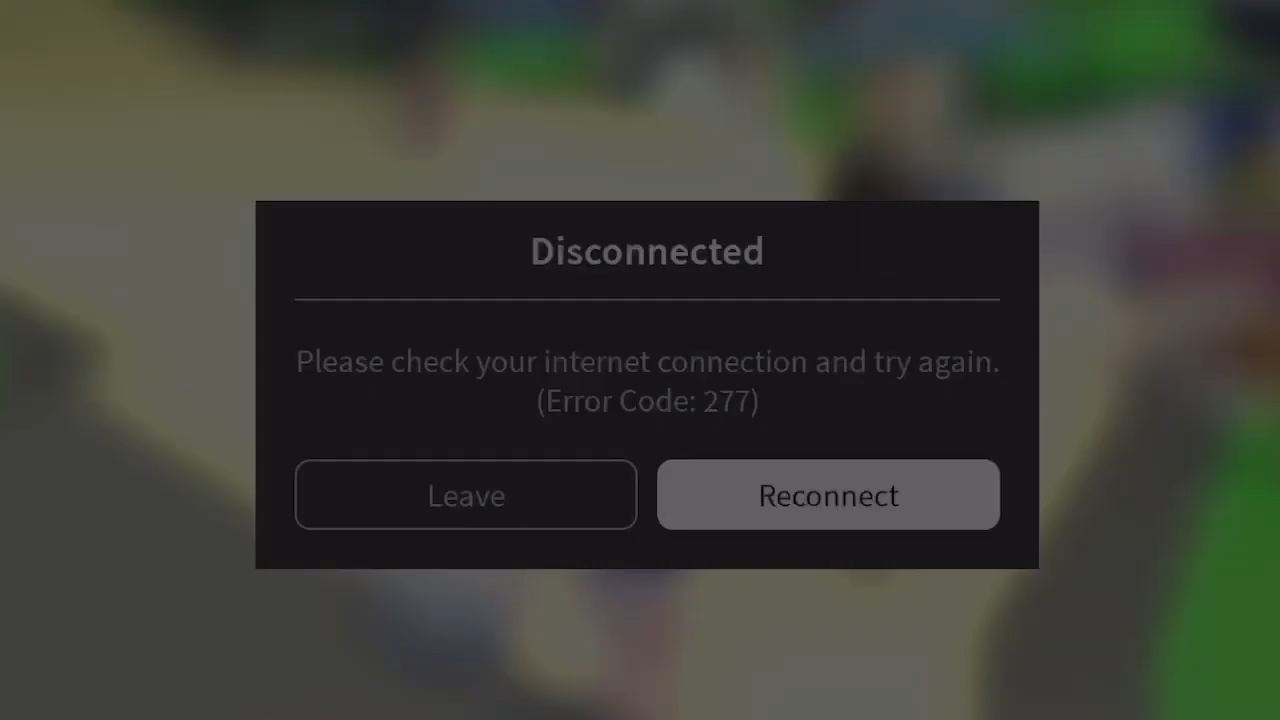 Disconnected
Please check your internet connection and try again.
(Error Code: 277)
Leave
Reconnect